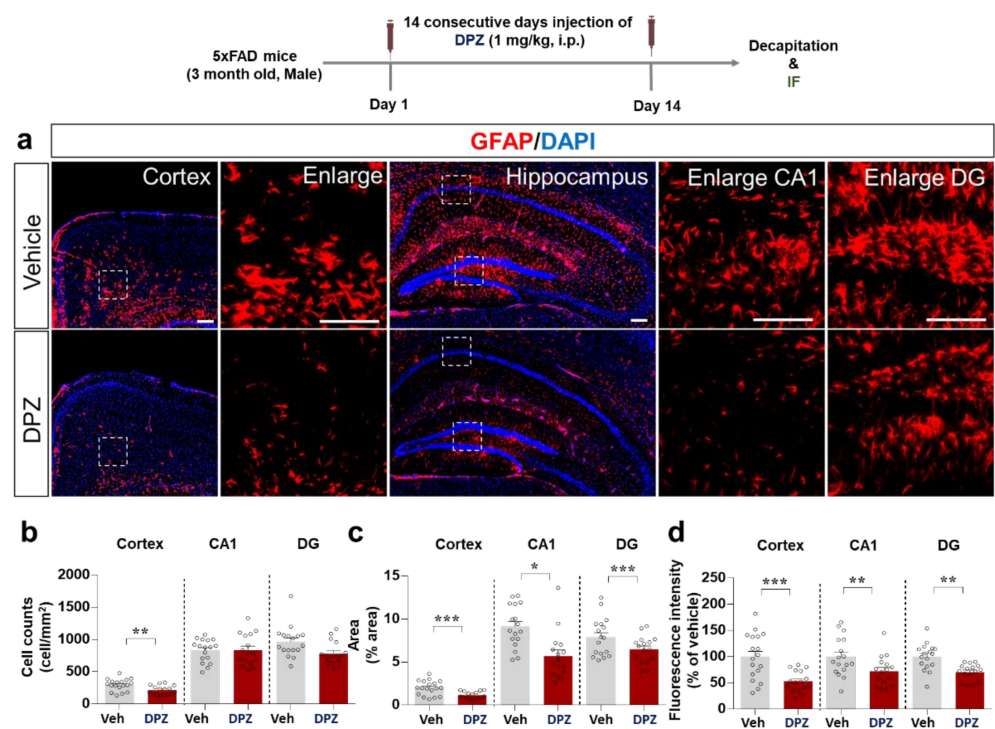 14 consecutive days injection of
DPZ (1 mg/kg, i.p.)
5xFAD mice
(3 month old, Male)
Decapitation
&
IF
Day 1
Day 14
a
GFAP/DAPI
Vehicle
Cortex
Enlarge
Hippocampus
Enlarge CA1
Enlarge DG
DPZ
b
Cortex
CA1
DG
Cell counts
(cell/mm²)
2000
1500
1000
500
0
**
Veh
DPZ
Veh
DPZ
Veh
DPZ
c
Cortex
CA1
DG
Area
(% area)
15
10
5
0
***
*
***
Veh
DPZ
Veh
DPZ
Veh
DPZ
d
Cortex
CA1
DG
Fluorescence intensity
(% of vehicle)
250
200
150
100
50
0
***
**
**
Veh
DPZ
Veh
DPZ
Veh
DPZ